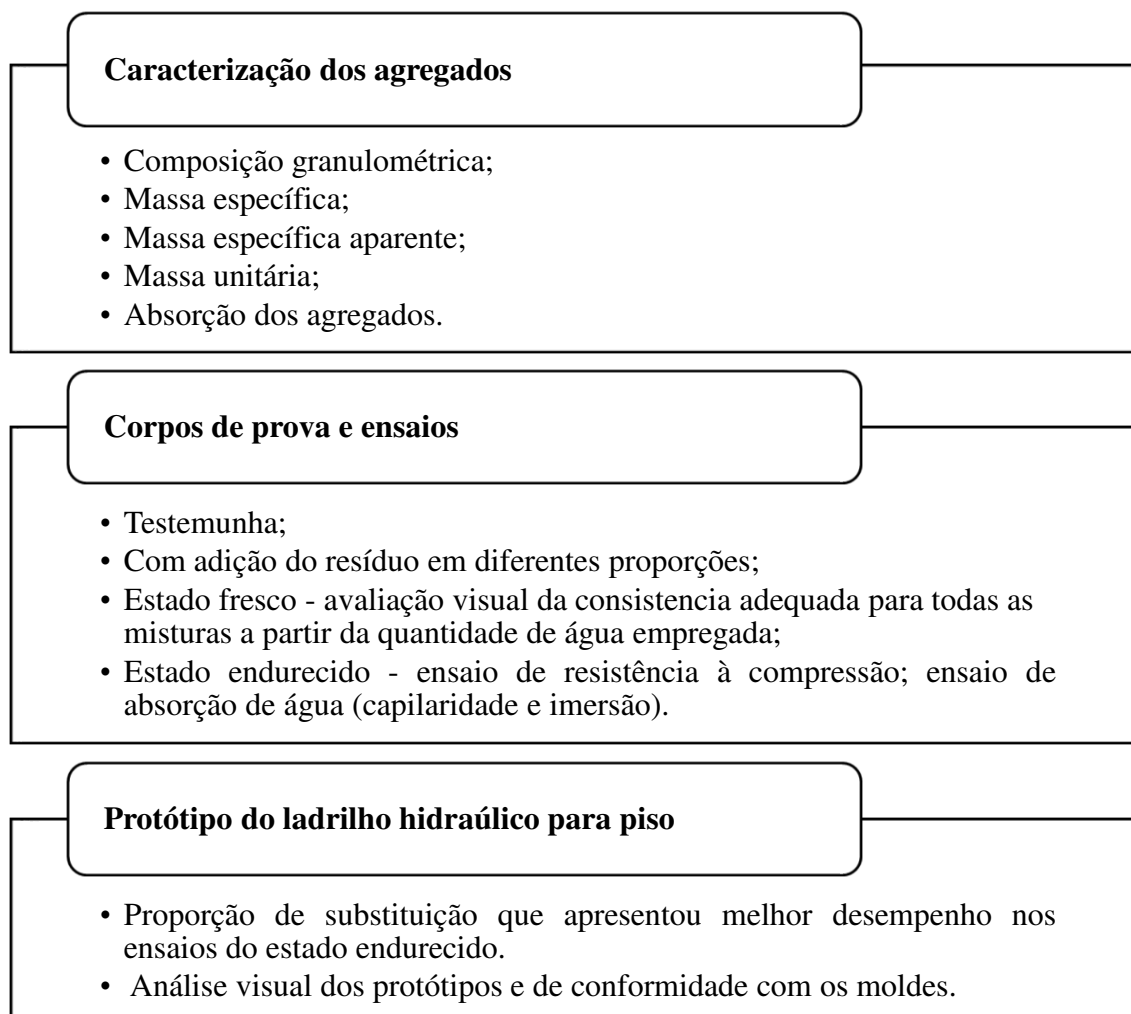 Caracterização dos agregados
• Composição granulométrica;
• Massa específica;
• Massa específica aparente;
• Massa unitária;
• Absorção dos agregados.
Corpos de prova e ensaios
• Testemunha;
• Com adição do resíduo em diferentes proporções;
• Estado fresco - avaliação visual da consistencia adequada para todas as
misturas a partir da quantidade de água empregada;
• Estado endurecido - ensaio de resistência à compressão; ensaio de
absorção de água (capilaridade e imersão).
Protótipo do ladrilho hidraúlico para piso
• Proporção de substituição que apresentou melhor desempenho nos
ensaios do estado endurecido.
• Análise visual dos protótipos e de conformidade com os moldes.